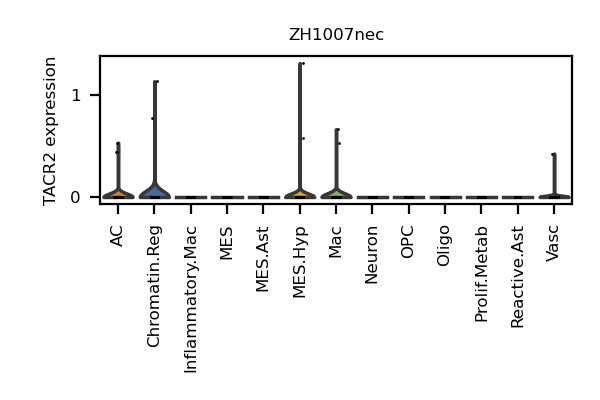 ZH1007nec
TACR2 expression
1
0
AC
Chromatin.Reg
Inflammatory.Mac
MES
MES.Ast
MES.Hyp
Mac
Neuron
OPC
Oligo
Prolif.Metab
Reactive.Ast
Vasc